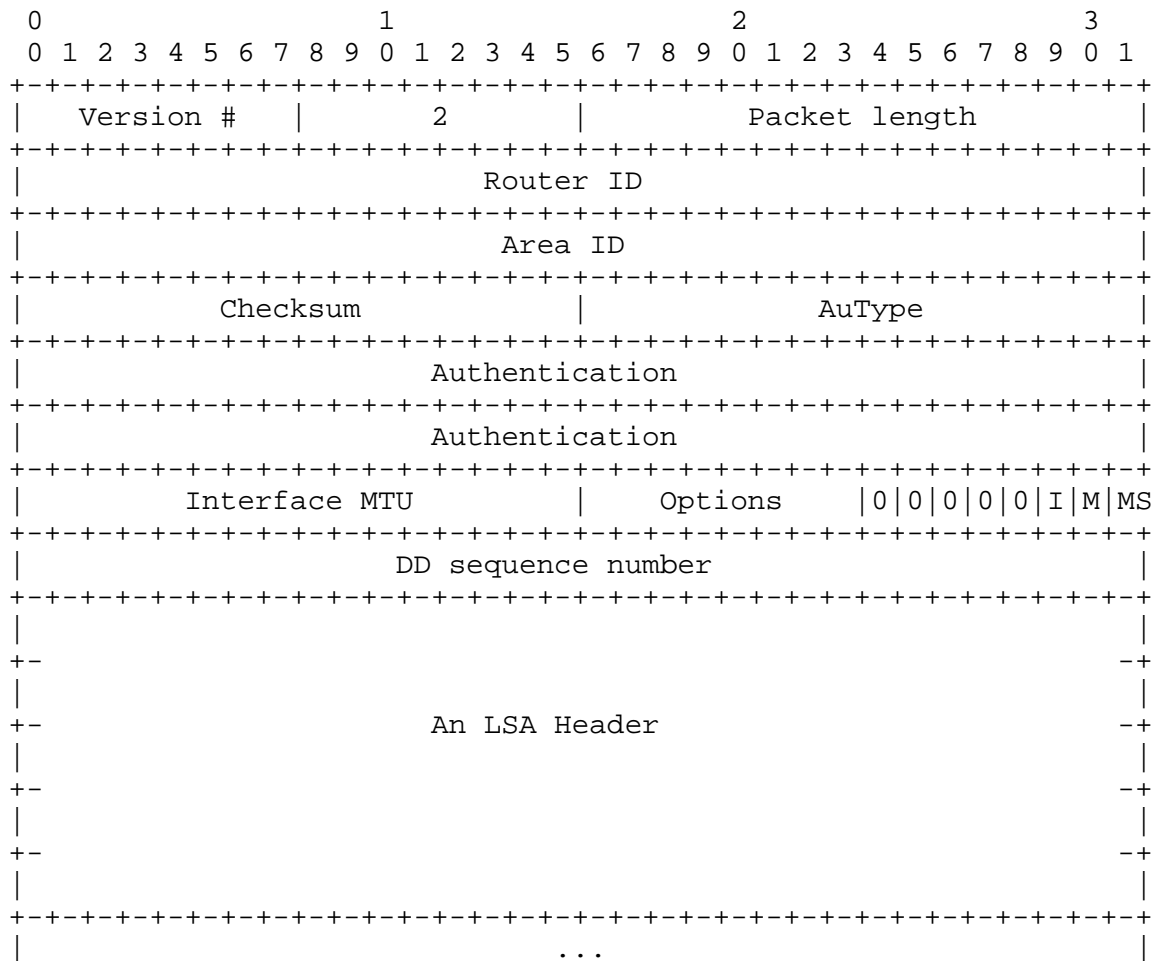 0                   1                   2                   3
 0 1 2 3 4 5 6 7 8 9 0 1 2 3 4 5 6 7 8 9 0 1 2 3 4 5 6 7 8 9 0 1
+-+-+-+-+-+-+-+-+-+-+-+-+-+-+-+-+-+-+-+-+-+-+-+-+-+-+-+-+-+-+-+-+
|   Version #   |       2       |         Packet length         |
+-+-+-+-+-+-+-+-+-+-+-+-+-+-+-+-+-+-+-+-+-+-+-+-+-+-+-+-+-+-+-+-+
|                          Router ID                            |
+-+-+-+-+-+-+-+-+-+-+-+-+-+-+-+-+-+-+-+-+-+-+-+-+-+-+-+-+-+-+-+-+
|                           Area ID                             |
+-+-+-+-+-+-+-+-+-+-+-+-+-+-+-+-+-+-+-+-+-+-+-+-+-+-+-+-+-+-+-+-+
|           Checksum            |             AuType            |
+-+-+-+-+-+-+-+-+-+-+-+-+-+-+-+-+-+-+-+-+-+-+-+-+-+-+-+-+-+-+-+-+
|                       Authentication                          |
+-+-+-+-+-+-+-+-+-+-+-+-+-+-+-+-+-+-+-+-+-+-+-+-+-+-+-+-+-+-+-+-+
|                       Authentication                          |
+-+-+-+-+-+-+-+-+-+-+-+-+-+-+-+-+-+-+-+-+-+-+-+-+-+-+-+-+-+-+-+-+
|         Interface MTU         |    Options    |0|0|0|0|0|I|M|MS
+-+-+-+-+-+-+-+-+-+-+-+-+-+-+-+-+-+-+-+-+-+-+-+-+-+-+-+-+-+-+-+-+
|                     DD sequence number                        |
+-+-+-+-+-+-+-+-+-+-+-+-+-+-+-+-+-+-+-+-+-+-+-+-+-+-+-+-+-+-+-+-+
|                                                               |
+-                                                             -+
|                                                               |
+-                      An LSA Header                          -+
|                                                               |
+-                                                             -+
|                                                               |
+-                                                             -+
|                                                               |
+-+-+-+-+-+-+-+-+-+-+-+-+-+-+-+-+-+-+-+-+-+-+-+-+-+-+-+-+-+-+-+-+
|                              ...                              |